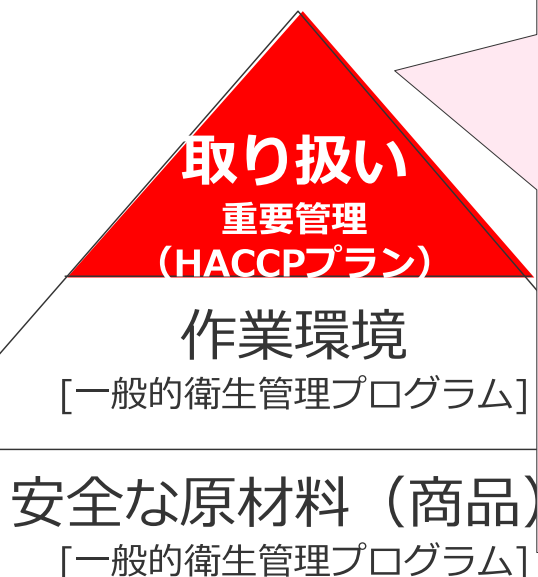 取り扱い
重要管理
（HACCPプラン）
作業環境
[一般的衛生管理プログラム]
安全な原材料（商品）
[一般的衛生管理プログラム]